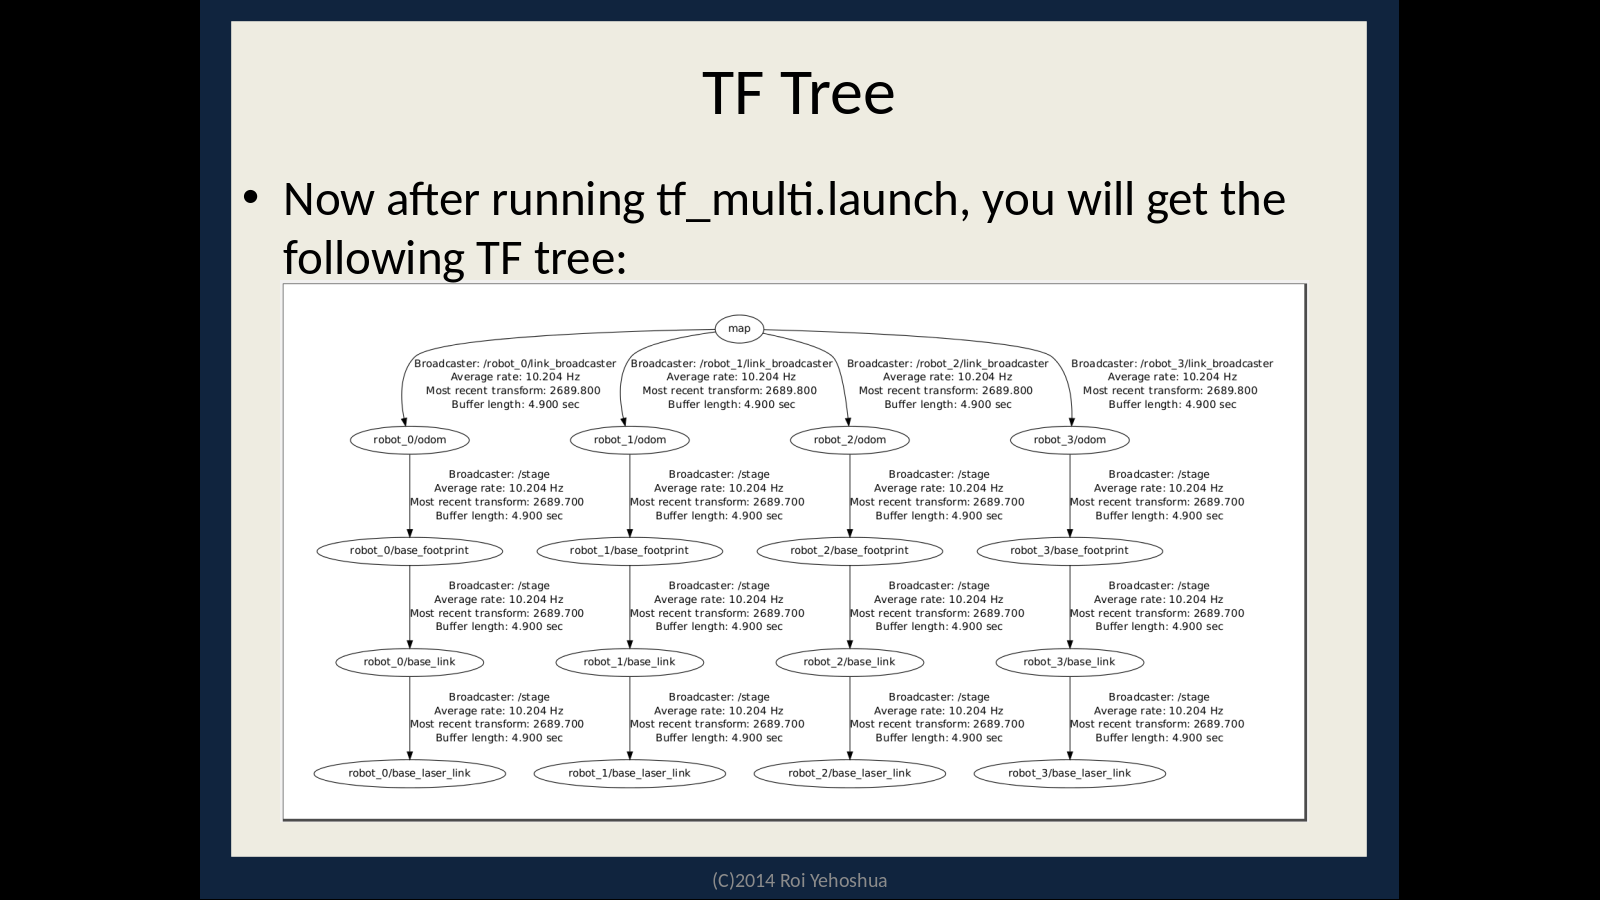 TF Tree
• Now after running tf_multi.launch, you will get the
following TF tree:
map
Broadcaster: /robot_0/link_broadcaster
Average rate: 10.204 Hz
Most recent transform: 2689.800
Buffer length: 4.900 sec
Broadcaster: /robot_1/link_broadcaster
Average rate: 10.204 Hz
Most recent transform: 2689.800
Buffer length: 4.900 sec
Broadcaster: /robot_2/link_broadcaster
Average rate: 10.204 Hz
Most recent transform: 2689.800
Buffer length: 4.900 sec
Broadcaster: /robot_3/link_broadcaster
Average rate: 10.204 Hz
Most recent transform: 2689.800
Buffer length: 4.900 sec
robot_0/odom
robot_1/odom
robot_2/odom
robot_3/odom
Broadcaster: /stage
Average rate: 10.204 Hz
Most recent transform: 2689.700
Buffer length: 4.900 sec
Broadcaster: /stage
Average rate: 10.204 Hz
Most recent transform: 2689.700
Buffer length: 4.900 sec
Broadcaster: /stage
Average rate: 10.204 Hz
Most recent transform: 2689.700
Buffer length: 4.900 sec
Broadcaster: /stage
Average rate: 10.204 Hz
Most recent transform: 2689.700
Buffer length: 4.900 sec
robot_0/base_footprint
robot_1/base_footprint
robot_2/base_footprint
robot_3/base_footprint
Broadcaster: /stage
Average rate: 10.204 Hz
Most recent transform: 2689.700
Buffer length: 4.900 sec
Broadcaster: /stage
Average rate: 10.204 Hz
Most recent transform: 2689.700
Buffer length: 4.900 sec
Broadcaster: /stage
Average rate: 10.204 Hz
Most recent transform: 2689.700
Buffer length: 4.900 sec
Broadcaster: /stage
Average rate: 10.204 Hz
Most recent transform: 2689.700
Buffer length: 4.900 sec
robot_0/base_link
robot_1/base_link
robot_2/base_link
robot_3/base_link
Broadcaster: /stage
Average rate: 10.204 Hz
Most recent transform: 2689.700
Buffer length: 4.900 sec
Broadcaster: /stage
Average rate: 10.204 Hz
Most recent transform: 2689.700
Buffer length: 4.900 sec
Broadcaster: /stage
Average rate: 10.204 Hz
Most recent transform: 2689.700
Buffer length: 4.900 sec
Broadcaster: /stage
Average rate: 10.204 Hz
Most recent transform: 2689.700
Buffer length: 4.900 sec
robot_0/base_laser_link
robot_1/base_laser_link
robot_2/base_laser_link
robot_3/base_laser_link
(C)2014 Roi Yehoshua